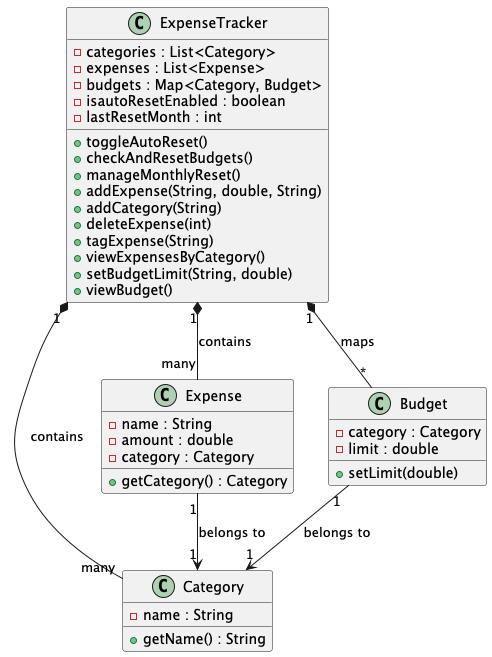 C ExpenseTracker
categories : List<Category>
expenses : List<Expense>
budgets : Map<Category, Budget>
isautoResetEnabled : boolean
lastResetMonth : int
toggleAutoReset()
checkAndResetBudgets()
manageMonthlyReset()
addExpense(String, double, String)
addCategory(String)
deleteExpense(int)
tagExpense(String)
viewExpensesByCategory()
setBudgetLimit(String, double)
viewBudget()
1 1 1
contains maps
many *
C Expense
name : String
amount : double
category : Category
getCategory() : Category
C Budget
category : Category
limit : double
setLimit(double)
contains
1 1
belongs to belongs to
1 1
many
C Category
name : String
getName() : String